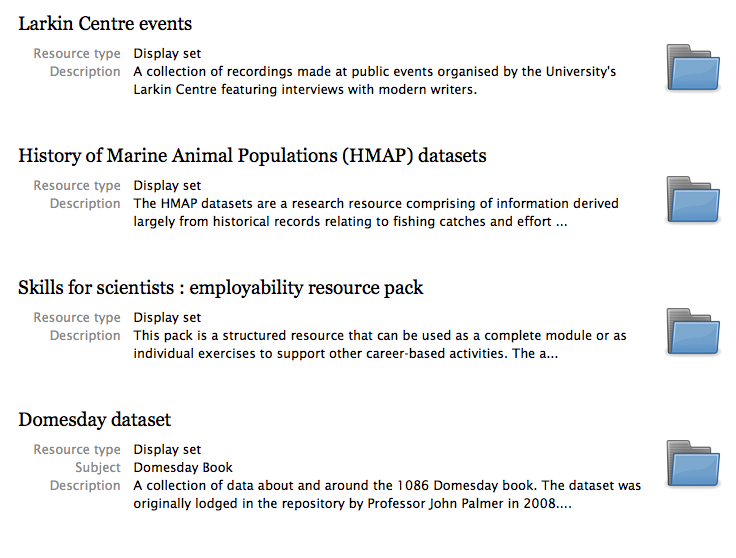 Larkin Centre events
Resource type Display set
Description A collection of recordings made at public events organised by the University's
Larkin Centre featuring interviews with modern writers.
History of Marine Animal Populations (HMAP) datasets
Resource type Display set
Description The HMAP datasets are a research resource comprising of information derived
largely from historical records relating to fishing catches and effort ...
Skills for scientists : employability resource pack
Resource type Display set
Description This pack is a structured resource that can be used as a complete module or as
individual exercises to support other career-based activities. The a...
Domesday dataset
Resource type Display set
Subject Domesday Book
Description A collection of data about and around the 1086 Domesday book. The dataset was
originally lodged in the repository by Professor John Palmer in 2008....